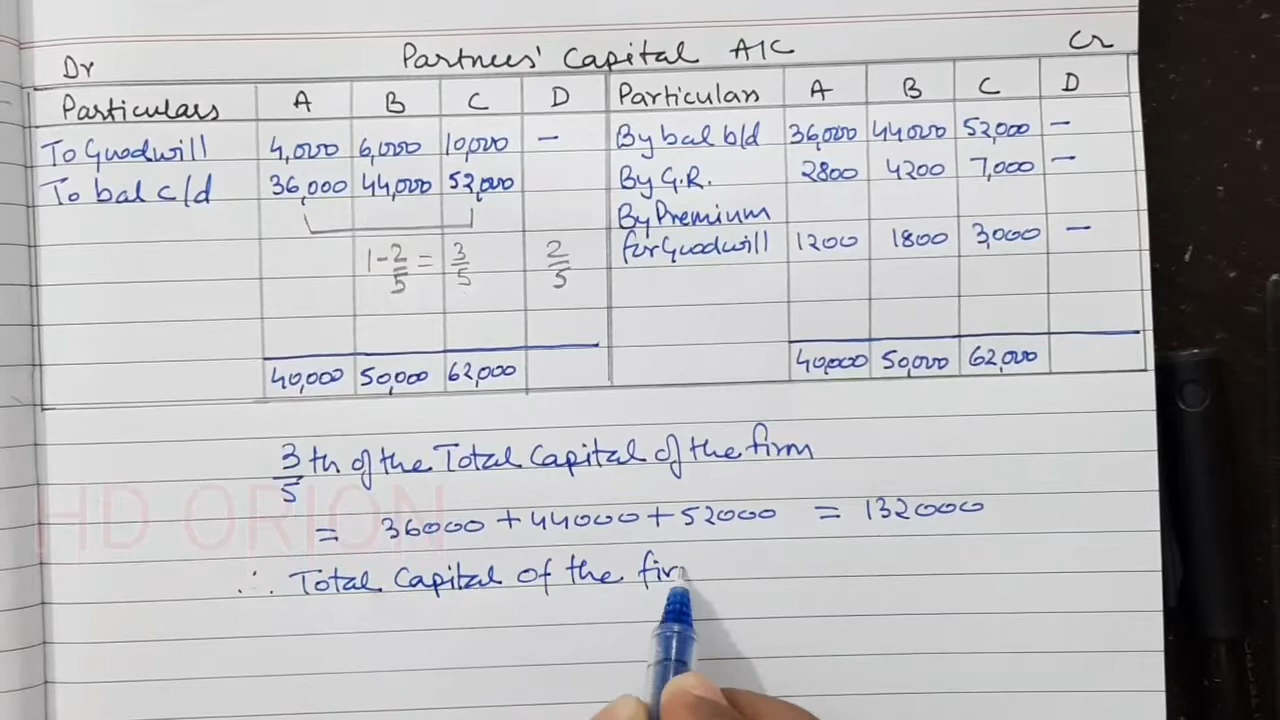 Partners' Capital A/C
Dr Cr
Particulars A B C D Particulars A B C D
To Goodwill 4,000 6,000 10,000 — By bal b/d 36,000 44,000 52,000 —
To bal c/d 36,000 44,000 52,000 By G.R. 2800 4200 7,000 —
By Premium
for Goodwill 1200 1800 3,000 —
1-2/5 = 3/5 2/5
40,000 50,000 62,000 40,000 50,000 62,000
3/5 th of the Total Capital of the firm
= 36000 + 44000 + 52000 = 132000
∴ Total Capital of the fir
HD ORION